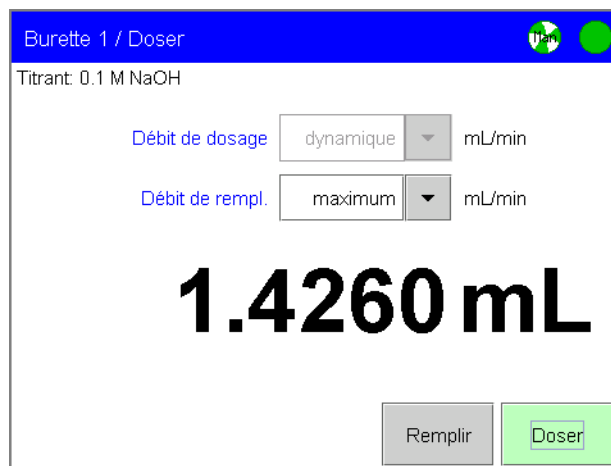 Burette 1 / Doser Man.
Titrant: 0.1 M NaOH
Débit de dosage dynamique mL/min
Débit de rempl. maximum mL/min
1.4260 mL
Remplir Doser